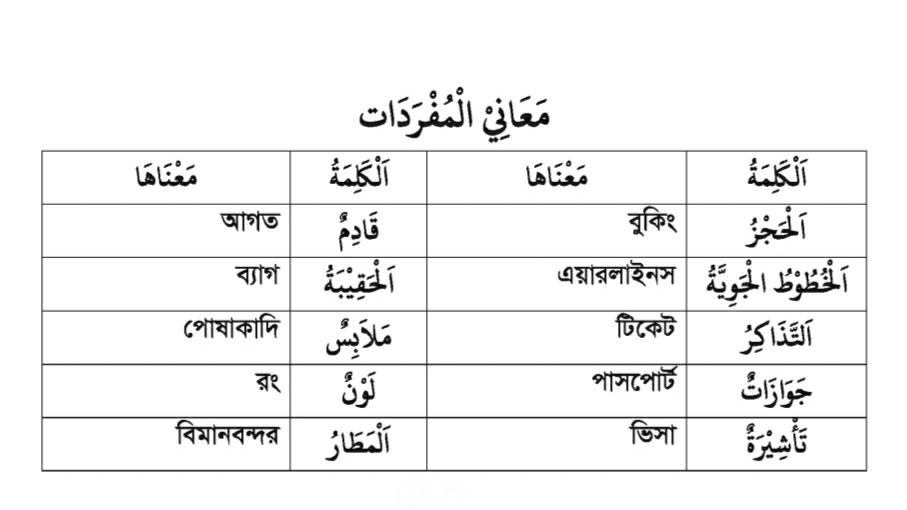 مَعَانِيْ الْمُفْرَدَات
اَلْكَلِمَةُ مَعْنَاهَا اَلْكَلِمَةُ مَعْنَاهَا
اَلْحَجْزُ বুকিং قَادِمٌ আগত
اَلْخُطُوْطُ الْجَوِيَّةُ এয়ারলাইনস اَلْحَقِيْبَةُ ব্যাগ
اَلتَّذَاكِرُ টিকেট مَلاَبِسٌ পোষাকাদি
جَوَازَاتٌ পাসপোর্ট لَوْنٌ রং
تَأْشِيْرَةٌ ভিসা اَلْمَطَارُ বিমানবন্দর